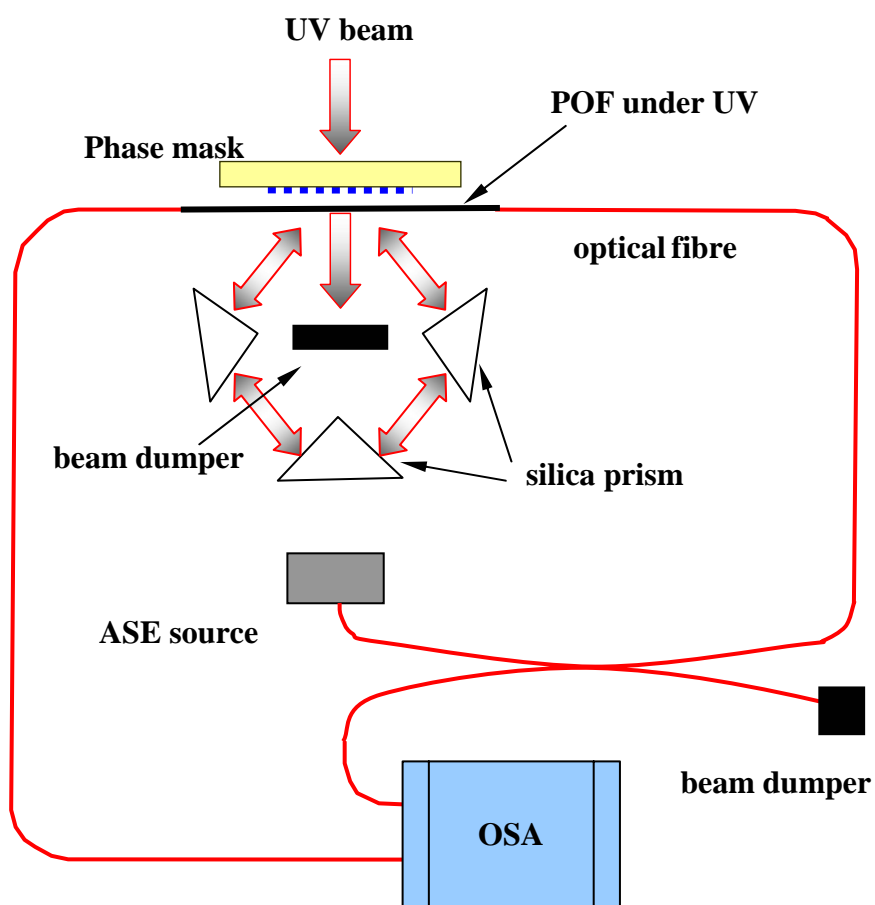 UV beam
POF under UV
Phase mask
optical fibre
beam dumper
silica prism
ASE source
beam dumper
OSA